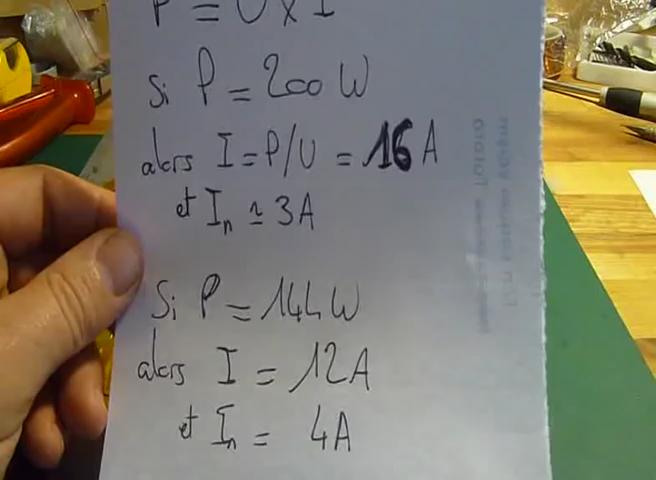 P = U x I
Si P = 200 W
alors I = P/U = 16 A
et In ≃ 3A
Si P = 144 W
alors I = 12A
et In = 4A